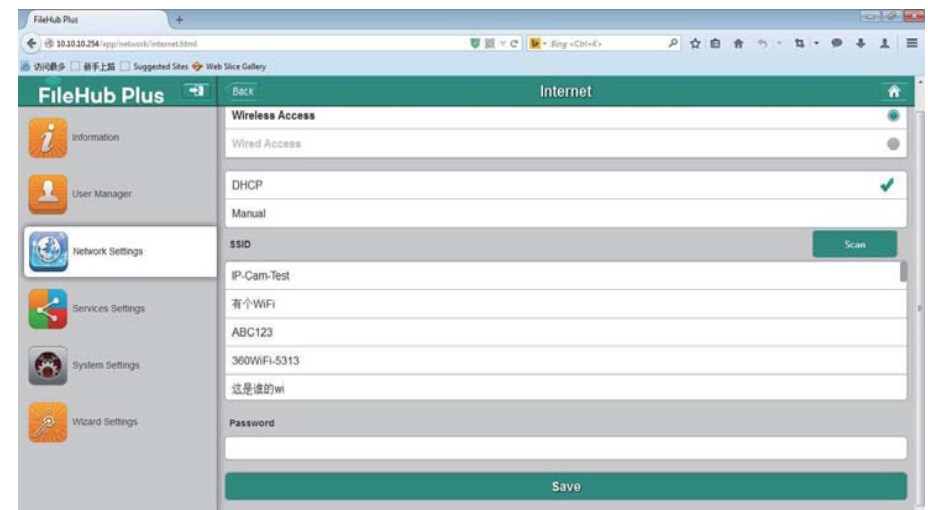 FileHub Plus
10.10.10.254/app/network/internet.html
Bing <Ctrl+K>
访问最多 新手上路 Suggested Sites Web Slice Gallery
FileHub Plus
Back
Internet
Information
User Manager
Network Settings
Services Settings
System Settings
Wizard Settings
Wireless Access
Wired Access
DHCP
Manual
SSID
Scan
IP-Cam-Test
有个WiFi
ABC123
360WiFi-5313
这是谁的wi
Password
Save